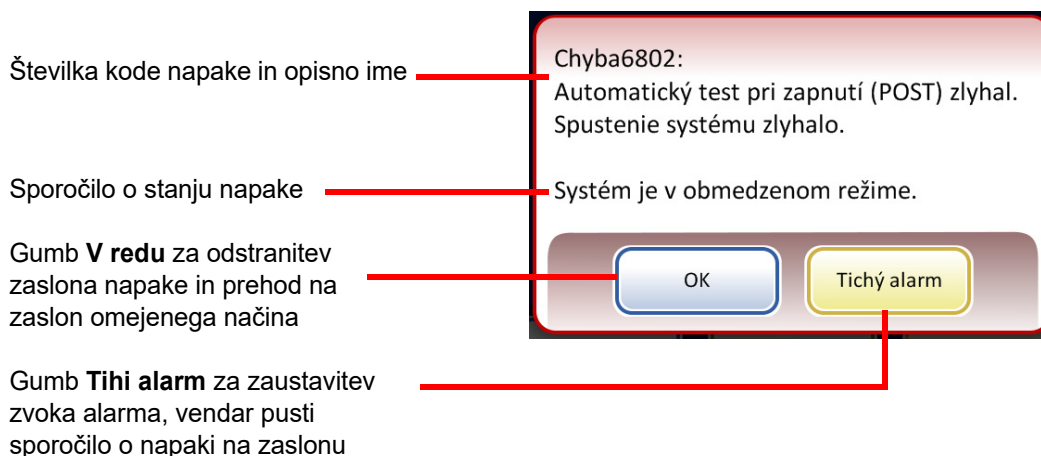 Številka kode napake in opisno ime
Chyba6802:
Automatický test pri zapnutí (POST) zlyhal.
Spustenie systému zlyhalo.
Sporočilo o stanju napake
Systém je v obmedzenom režime.
Gumb V redu za odstranitev
zaslona napake in prehod na
zaslon omejenega načina
OK
Tichý alarm
Gumb Tihi alarm za zaustavitev
zvoka alarma, vendar pusti
sporočilo o napaki na zaslonu